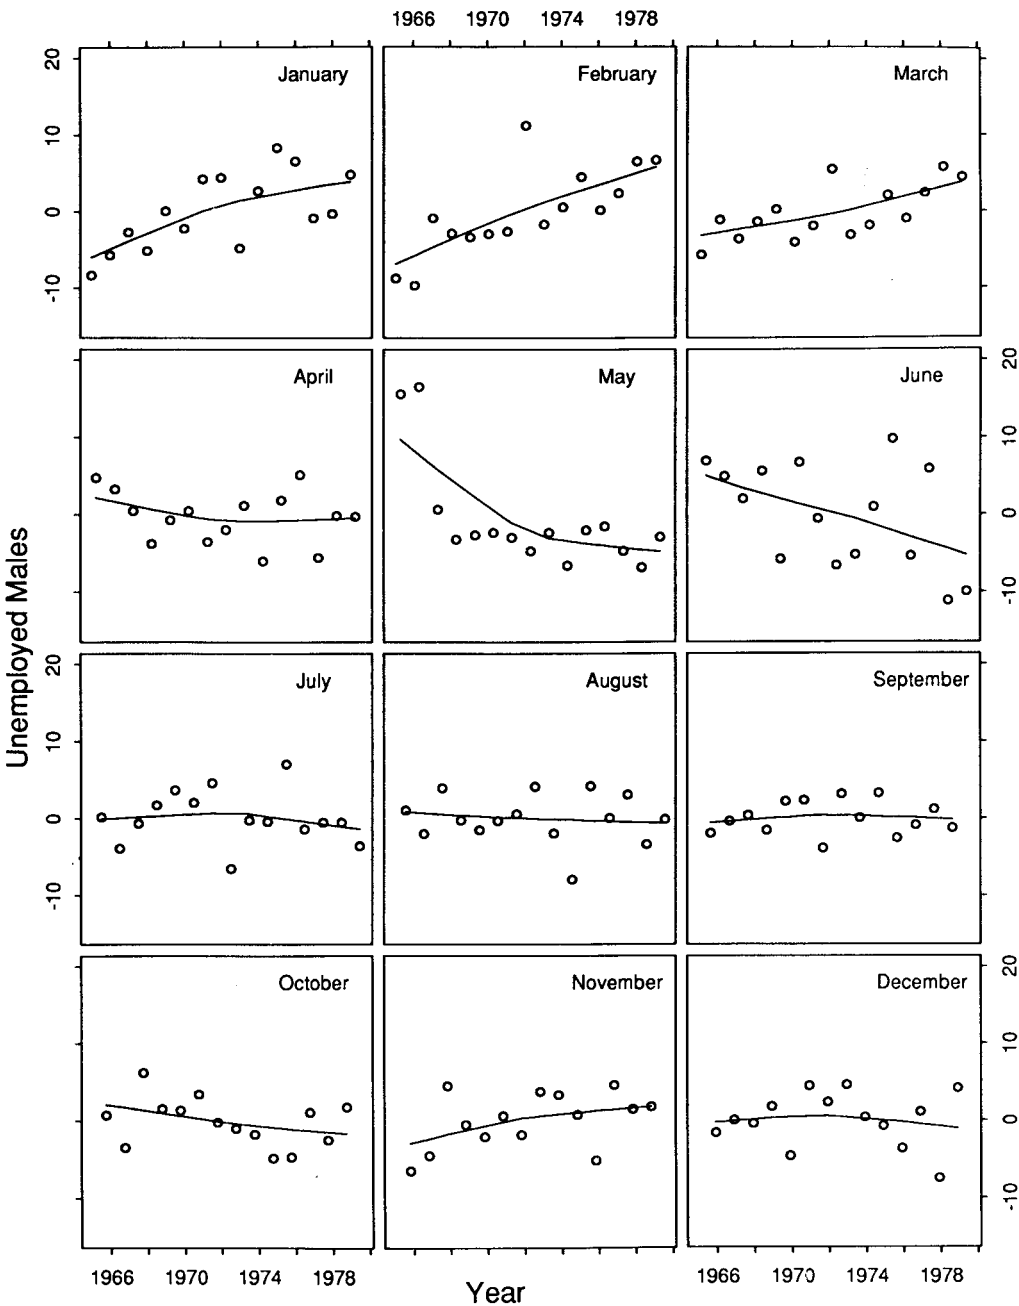 1966 1970 1974 1978
20 January February March
10
0
-10
April May June 20
10
0
-10
Unemployed Males
20 July August September
10
0
-10
October November December 20
10
0
-10
1966 1970 1974 1978 1966 1970 1974 1978
Year